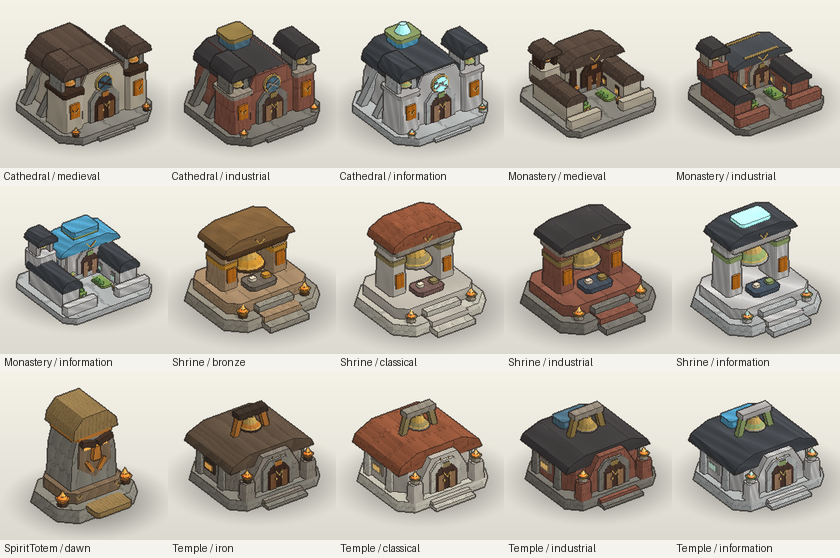 Cathedral / medieval
Cathedral / industrial
Cathedral / information
Monastery / medieval
Monastery / industrial
Monastery / information
Shrine / bronze
Shrine / classical
Shrine / industrial
Shrine / information
SpiritTotem / dawn
Temple / iron
Temple / classical
Temple / industrial
Temple / information